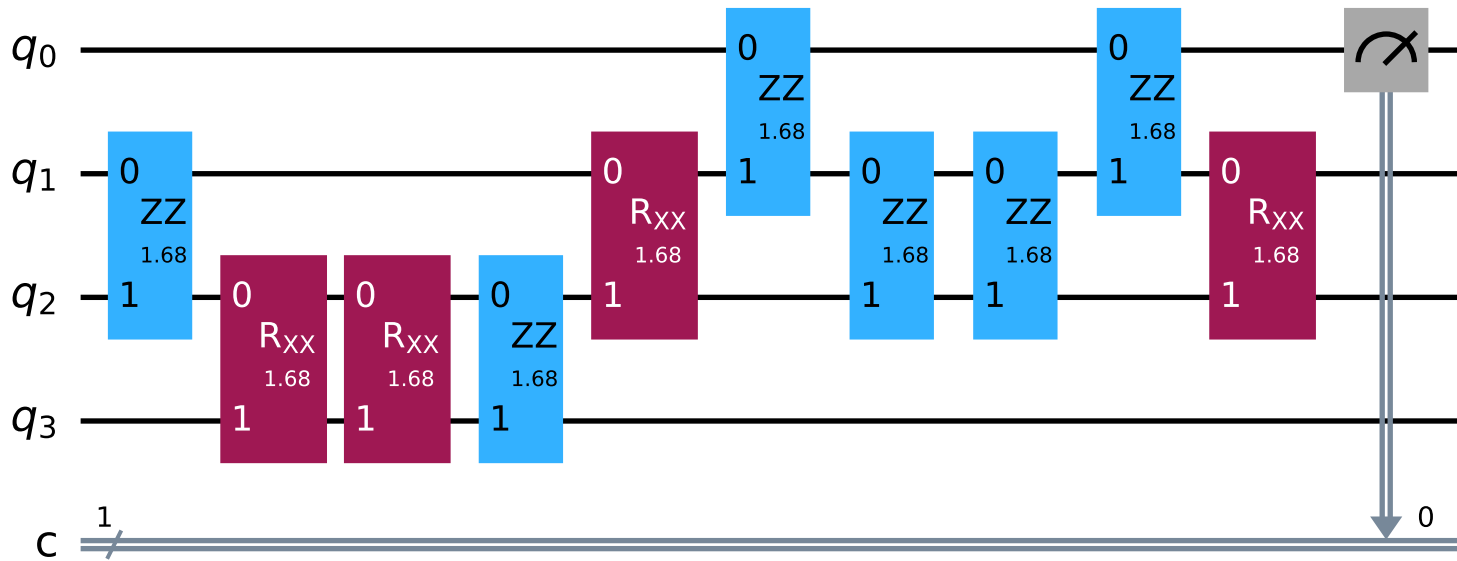 q0 0 ZZ 1.68 1 0 ZZ 1.68 1
q1 0 ZZ 1.68 1 0 RXX 1.68 1 0 ZZ 1.68 1 0 ZZ 1.68 1 0 RXX 1.68 1
q2 0 RXX 1.68 1 0 RXX 1.68 1 0 ZZ 1.68 1
q3
c 1 0